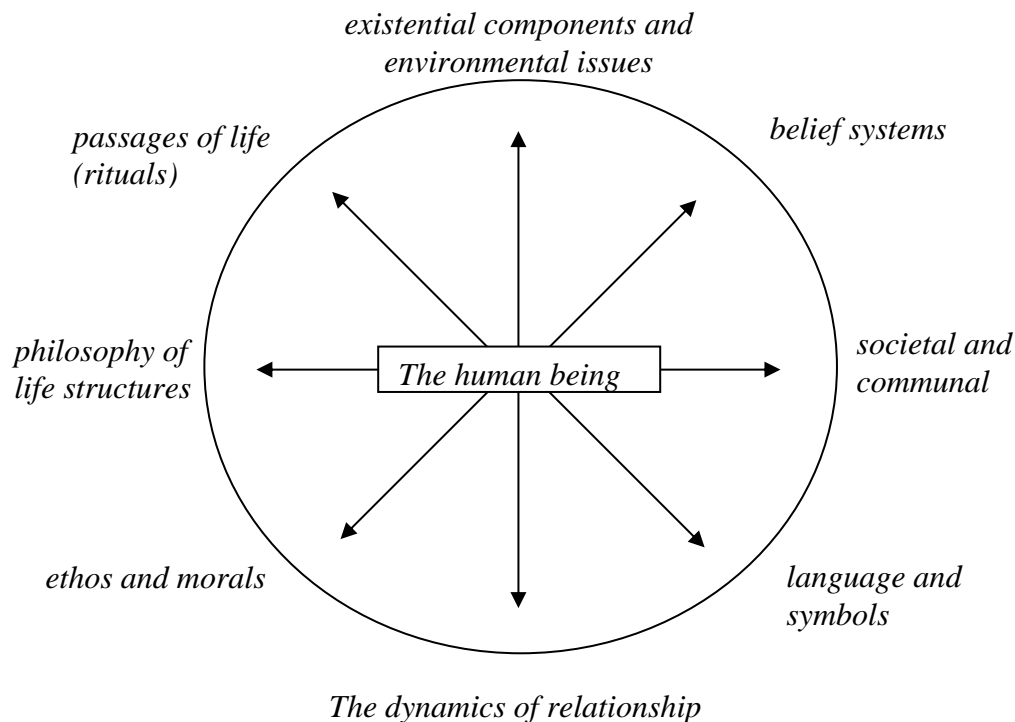 existential components and
environmental issues
passages of life
(rituals)
belief systems
philosophy of
life structures
The human being
societal and
communal
ethos and morals
language and
symbols
The dynamics of relationship